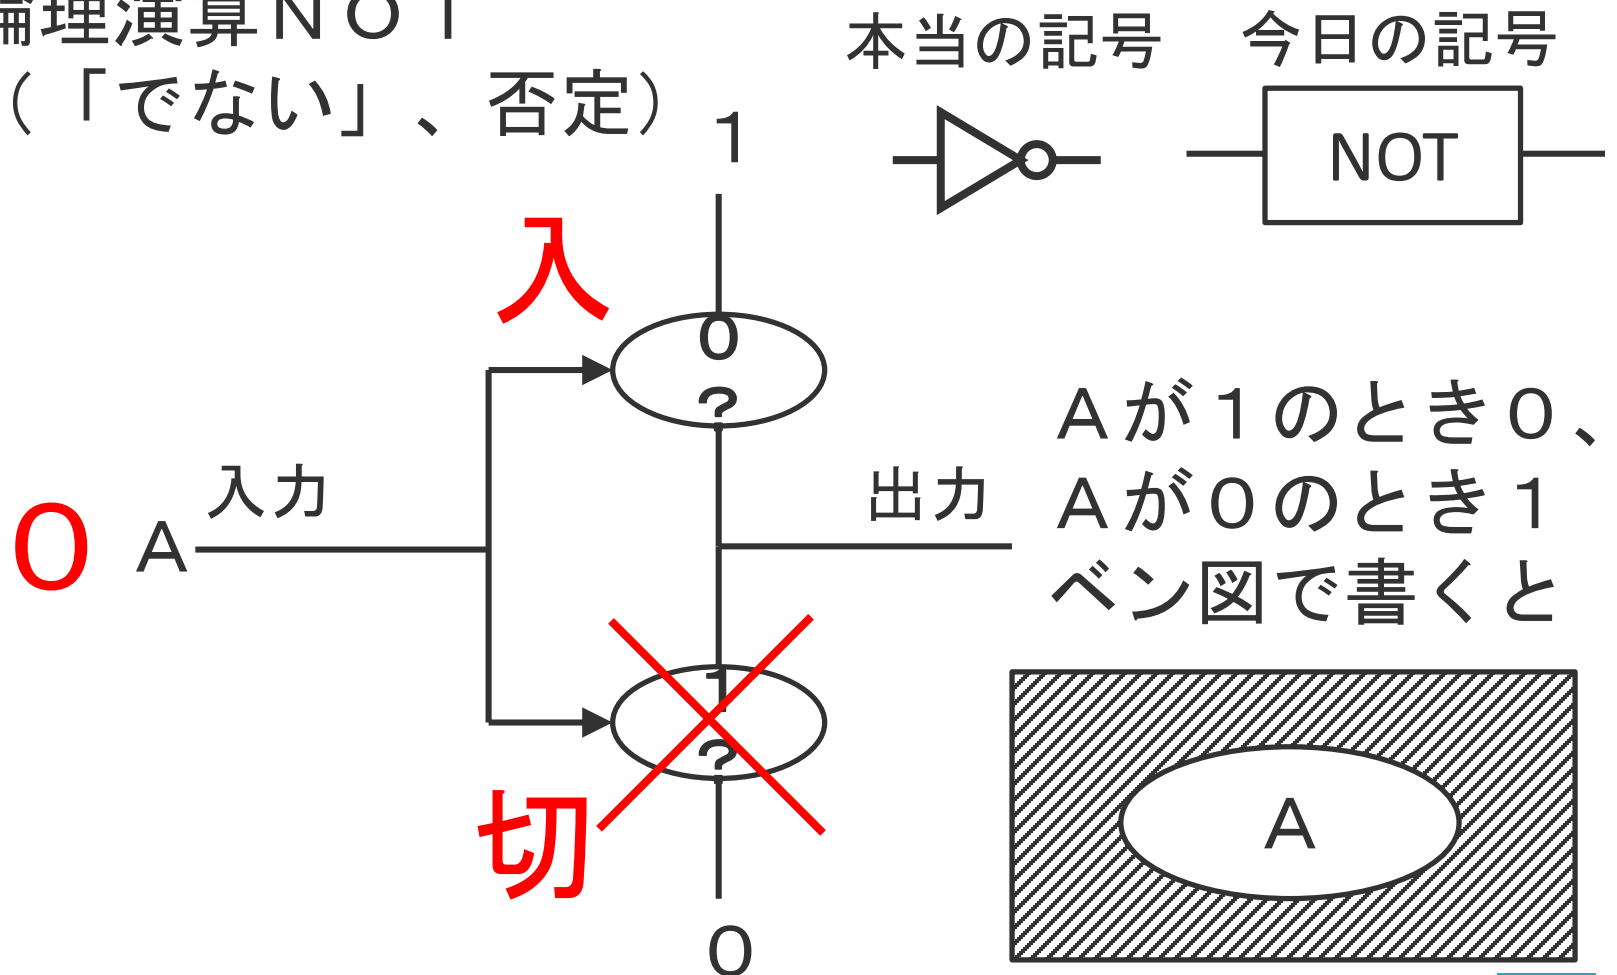 論理演算ＮＯＴ
（「でない」、否定）
本当の記号
今日の記号
NOT
1
入
0
?
入力
0
A
出力
Aが1のとき0、
Aが0のとき1
ベン図で書くと
1
?
切
0
A